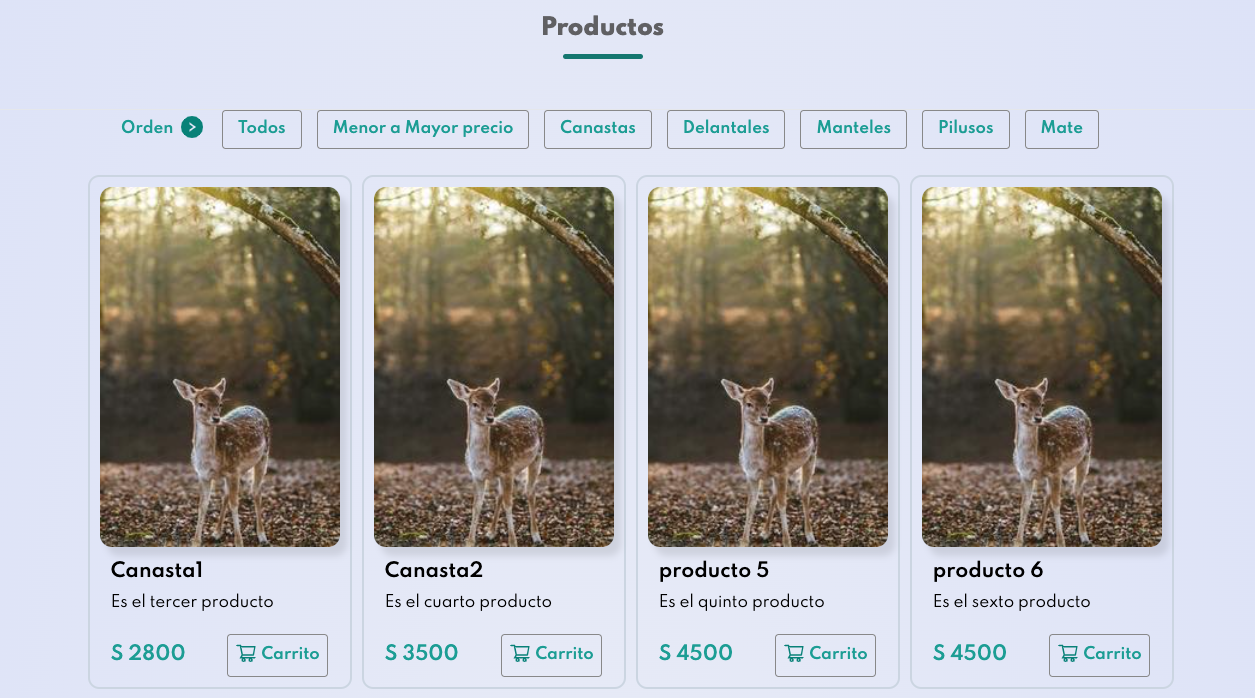 Productos
Orden > Todos Menor a Mayor precio Canastas Delantales Manteles Pilusos Mate
Canasta1 Canasta2 producto 5 producto 6
Es el tercer producto Es el cuarto producto Es el quinto producto Es el sexto producto
$ 2800 Carrito $ 3500 Carrito $ 4500 Carrito $ 4500 Carrito